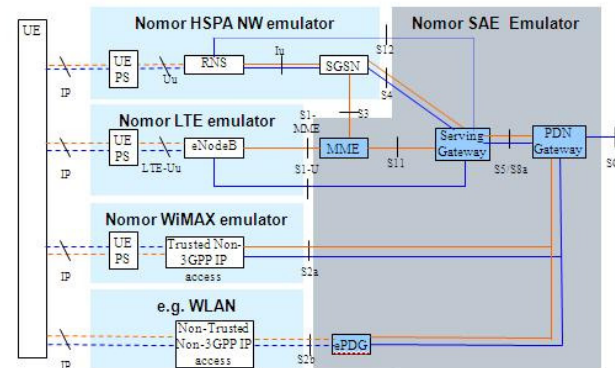 UE
Nomor HSPA NW emulator
Nomor SAE Emulator
UE
PS
Uu
RNS
Iu
SGSN
S12
IP
S4
S3
Nomor LTE emulator
S1-
MME
UE
PS
LTE-Uu
eNodeB
S1-U
MME
S11
Serving
Gateway
S5/S8a
PDN
Gateway
IP
Nomor WiMAX emulator
UE
PS
Trusted Non-
3GPP IP
access
S2a
IP
e.g. WLAN
Non-Trusted
Non-3GPP IP
access
S2b
ePDG
IP